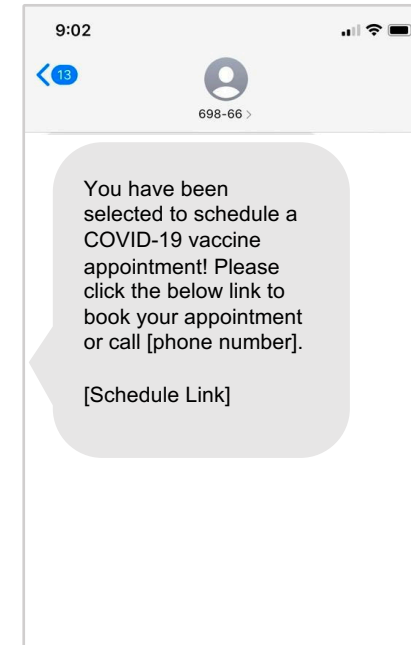 9:02
13
698-66 >
You have been
selected to schedule a
COVID-19 vaccine
appointment! Please
click the below link to
book your appointment
or call [phone number].
[Schedule Link]